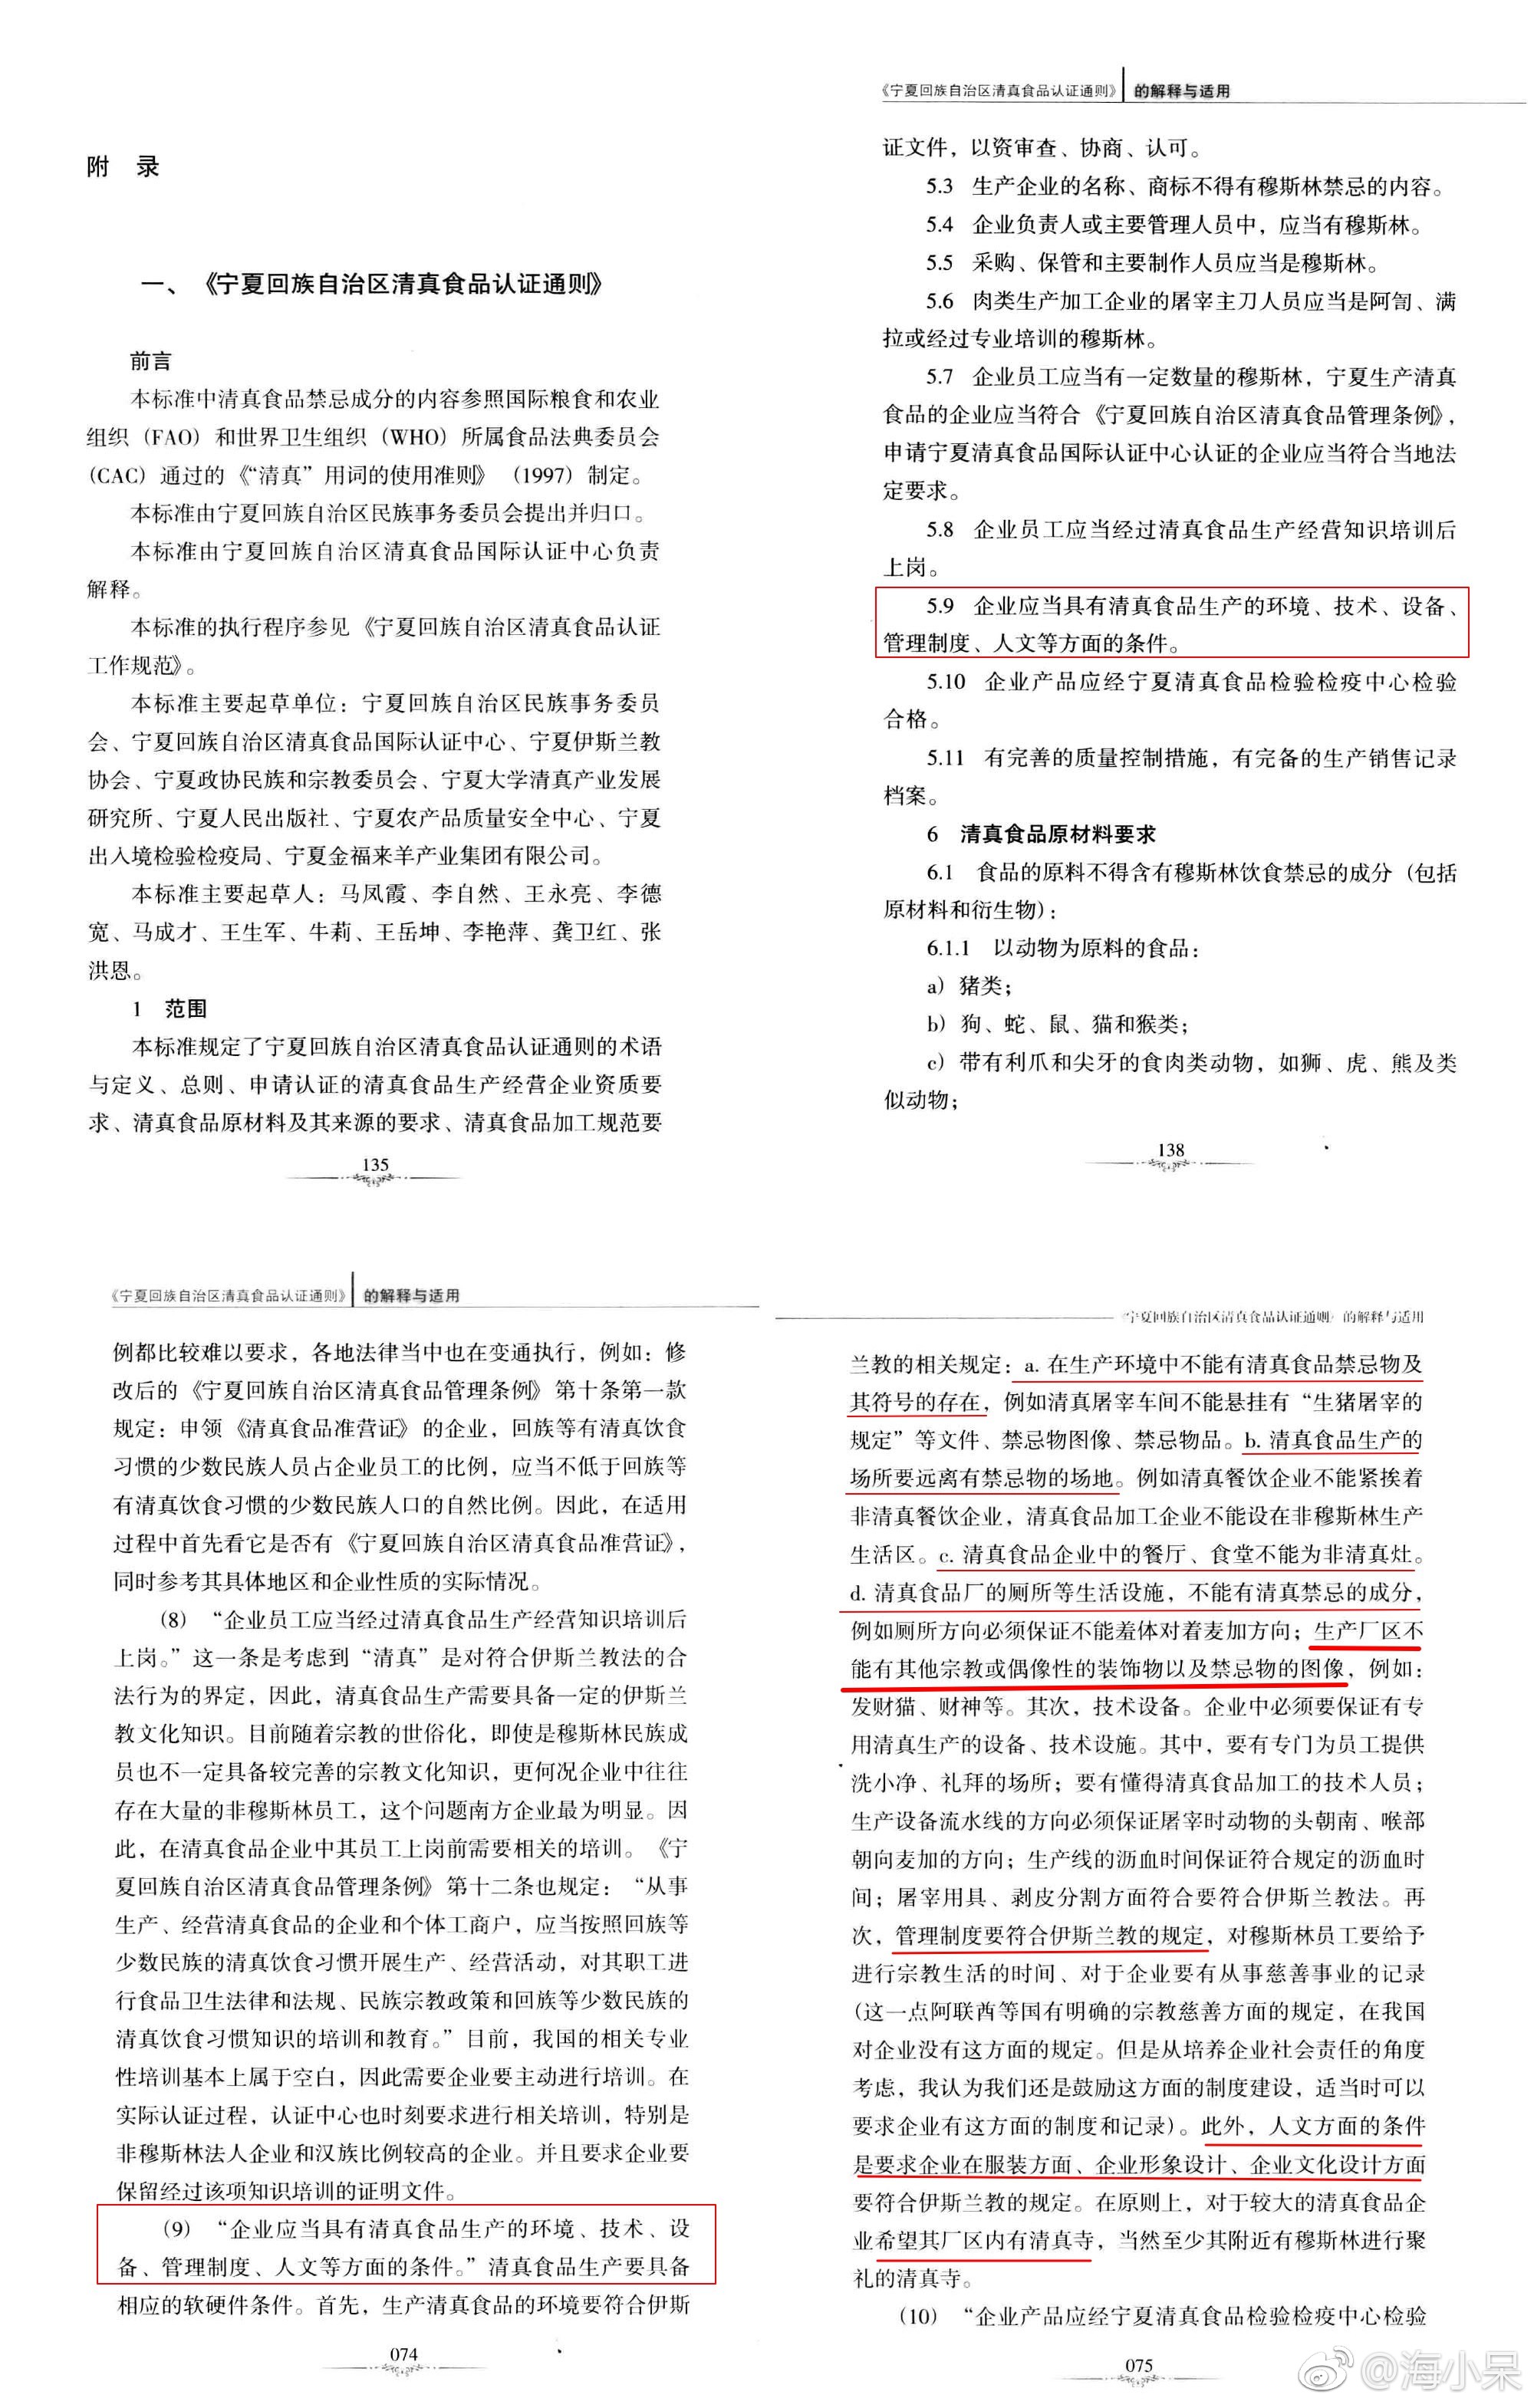 附 录
一、《宁夏回族自治区清真食品认证通则》
前言
本标准中清真食品禁忌成分的内容参照国际粮食和农业
组织（FAO）和世界卫生组织（WHO）所属食品法典委员会
（CAC）通过的《“清真”用词的使用准则》（1997）制定。
本标准由宁夏回族自治区民族事务委员会提出并归口。
本标准由宁夏回族自治区清真食品国际认证中心负责
解释。
本标准的执行程序参见《宁夏回族自治区清真食品认证
工作规范》。
本标准主要起草单位：宁夏回族自治区民族事务委员
会、宁夏回族自治区清真食品国际认证中心、宁夏伊斯兰教
协会、宁夏政协民族和宗教委员会、宁夏大学清真产业发展
研究所、宁夏人民出版社、宁夏农产品质量安全中心、宁夏
出入境检验检疫局、宁夏金福来羊产业集团有限公司。
本标准主要起草人：马凤霞、李自然、王永亮、李德
宽、马成才、王生军、牛莉、王岳坤、李艳萍、龚卫红、张
洪恩。
1 范围
本标准规定了宁夏回族自治区清真食品认证通则的术语
与定义、总则、申请认证的清真食品生产经营企业资质要
求、清真食品原材料及其来源的要求、清真食品加工规范要
135
《宁夏回族自治区清真食品认证通则》 的解释与适用
证文件，以资审查、协商、认可。
5.3 生产企业的名称、商标不得有穆斯林禁忌的内容。
5.4 企业负责人或主要管理人员中，应当有穆斯林。
5.5 采购、保管和主要制作人员应当是穆斯林。
5.6 肉类生产加工企业的屠宰主刀人员应当是阿訇、满
拉或经过专业培训的穆斯林。
5.7 企业员工应当有一定数量的穆斯林，宁夏生产清真
食品的企业应当符合《宁夏回族自治区清真食品管理条例》，
申请宁夏清真食品国际认证中心认证的企业应当符合当地法
定要求。
5.8 企业员工应当经过清真食品生产经营知识培训后
上岗。
5.9 企业应当具有清真食品生产的环境、技术、设备、
管理制度、人文等方面的条件。
5.10 企业产品应经宁夏清真食品检验检疫中心检验
合格。
5.11 有完善的质量控制措施，有完备的生产销售记录
档案。
6 清真食品原材料要求
6.1 食品的原料不得含有穆斯林饮食禁忌的成分（包括
原材料和衍生物）：
6.1.1 以动物为原料的食品：
a）猪类；
b）狗、蛇、鼠、猫和猴类；
c）带有利爪和尖牙的食肉类动物，如狮、虎、熊及类
似动物；
138
《宁夏回族自治区清真食品认证通则》 的解释与适用
例都比较难以要求，各地法律当中也在变通执行，例如：修
改后的《宁夏回族自治区清真食品管理条例》第十条第一款
规定：申领《清真食品准营证》的企业，回族等有清真饮食
习惯的少数民族人员占企业员工的比例，应当不低于回族等
有清真饮食习惯的少数民族人口的自然比例。因此，在适用
过程中首先看它是否有《宁夏回族自治区清真食品准营证》，
同时参考其具体地区和企业性质的实际情况。
（8）“企业员工应当经过清真食品生产经营知识培训后
上岗。”这一条是考虑到“清真”是对符合伊斯兰教法的合
法行为的界定，因此，清真食品生产需要具备一定的伊斯兰
教文化知识。目前随着宗教的世俗化，即使是穆斯林民族成
员也不一定具备较完善的宗教文化知识，更何况企业中往往
存在大量的非穆斯林员工，这个问题南方企业最为明显。因
此，在清真食品企业中其员工上岗前需要相关的培训。《宁
夏回族自治区清真食品管理条例》第十二条也规定：“从事
生产、经营清真食品的企业和个体工商户，应当按照回族等
少数民族的清真饮食习惯开展生产、经营活动，对其职工进
行食品卫生法律和法规、民族宗教政策和回族等少数民族的
清真饮食习惯知识的培训和教育。”目前，我国的相关专业
性培训基本上属于空白，因此需要企业要主动进行培训。在
实际认证过程，认证中心也时刻要求进行相关培训，特别是
非穆斯林法人企业和汉族比例较高的企业。并且要求企业要
保留经过该项知识培训的证明文件。
（9）“企业应当具有清真食品生产的环境、技术、设
备、管理制度、人文等方面的条件。”清真食品生产要具备
相应的软硬件条件。首先，生产清真食品的环境要符合伊斯
074
《宁夏回族自治区清真食品认证通则》的解释与适用
兰教的相关规定：a. 在生产环境中不能有清真食品禁忌物及
其符号的存在，例如清真屠宰车间不能悬挂有“生猪屠宰的
规定”等文件、禁忌物图像、禁忌物品。b. 清真食品生产的
场所要远离有禁忌物的场地。例如清真餐饮企业不能紧挨着
非清真餐饮企业，清真食品加工企业不能设在非穆斯林生产
生活区。c. 清真食品企业中的餐厅、食堂不能为非清真灶。
d. 清真食品厂的厕所等生活设施，不能有清真禁忌的成分，
例如厕所方向必须保证不能羞体对着麦加方向；生产厂区不
能有其他宗教或偶像性的装饰物以及禁忌物的图像，例如：
发财猫、财神等。其次，技术设备。企业中必须要保证有专
用清真生产的设备、技术设施。其中，要有专门为员工提供
洗小净、礼拜的场所；要有懂得清真食品加工的技术人员；
生产设备流水线的方向必须保证屠宰时动物的头朝南、喉部
朝向麦加的方向；生产线的沥血时间保证符合规定的沥血时
间；屠宰用具、剥皮分割方面符合要符合伊斯兰教法。再
次，管理制度要符合伊斯兰教的规定，对穆斯林员工要给予
进行宗教生活的时间、对于企业要有从事慈善事业的记录
（这一点阿联酋等国有明确的宗教慈善方面的规定，在我国
对企业没有这方面的规定。但是从培养企业社会责任的角度
考虑，我认为我们还是鼓励这方面的制度建设，适当时可以
要求企业有这方面的制度和记录）。此外，人文方面的条件
是要求企业在服装方面、企业形象设计、企业文化设计方面
要符合伊斯兰教的规定。在原则上，对于较大的清真食品企
业希望其厂区内有清真寺，当然至少其附近有穆斯林进行聚
礼的清真寺。
（10）“企业产品应经宁夏清真食品检验检疫中心检验
075
@海小呆